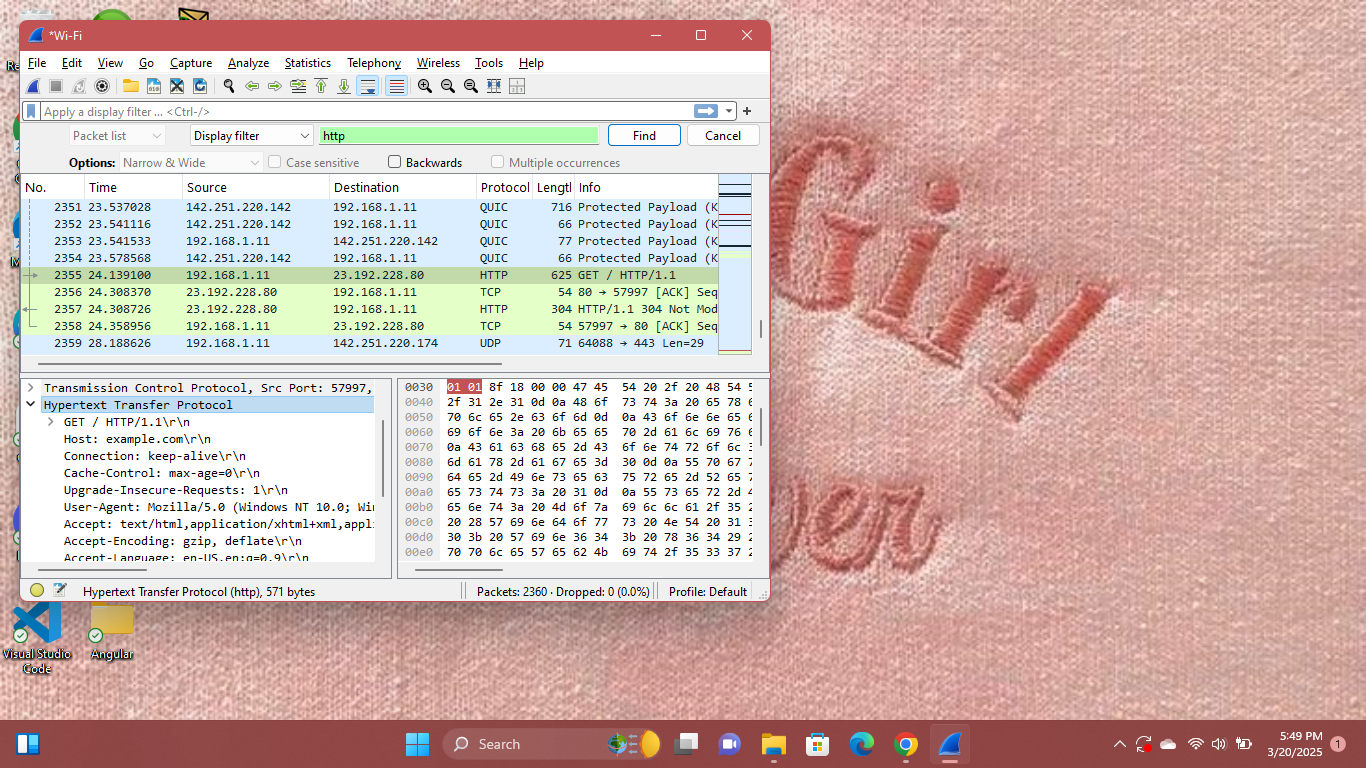 *Wi-Fi
File Edit View Go Capture Analyze Statistics Telephony Wireless Tools Help
Apply a display filter … <Ctrl-/>
Packet list Display filter http Find Cancel
Options: Narrow & Wide Case sensitive Backwards Multiple occurrences
No. Time Source Destination Protocol Lengtl Info
2351 23.537028 142.251.220.142 192.168.1.11 QUIC 716 Protected Payload (K
2352 23.541116 142.251.220.142 192.168.1.11 QUIC 66 Protected Payload (K
2353 23.541533 192.168.1.11 142.251.220.142 QUIC 77 Protected Payload (K
2354 23.578568 142.251.220.142 192.168.1.11 QUIC 66 Protected Payload (K
2355 24.139100 192.168.1.11 23.192.228.80 HTTP 625 GET / HTTP/1.1
2356 24.308370 23.192.228.80 192.168.1.11 TCP 54 80 → 57997 [ACK] Seq
2357 24.308726 23.192.228.80 192.168.1.11 HTTP 304 HTTP/1.1 304 Not Mod
2358 24.358956 192.168.1.11 23.192.228.80 TCP 54 57997 → 80 [ACK] Seq
2359 28.188626 192.168.1.11 142.251.220.174 UDP 71 64088 → 443 Len=29
Transmission Control Protocol, Src Port: 57997,
Hypertext Transfer Protocol
GET / HTTP/1.1\r\n
Host: example.com\r\n
Connection: keep-alive\r\n
Cache-Control: max-age=0\r\n
Upgrade-Insecure-Requests: 1\r\n
User-Agent: Mozilla/5.0 (Windows NT 10.0; Win
Accept: text/html,application/xhtml+xml,appli
Accept-Encoding: gzip, deflate\r\n
Accept-Language: en-US,en;q=0.9\r\n
0030 01 01 8f 18 00 00 47 45 54 20 2f 20 48 54 5
0040 2f 31 2e 31 0d 0a 48 6f 73 74 3a 20 65 78 6
0050 70 6c 65 2e 63 6f 6d 0d 0a 43 6f 6e 6e 65 6
0060 69 6f 6e 3a 20 6b 65 65 70 2d 61 6c 69 76 6
0070 0a 43 61 63 68 65 2d 43 6f 6e 74 72 6f 6c 3
0080 6d 61 78 2d 61 67 65 3d 30 0d 0a 55 70 67 7
0090 64 65 2d 49 6e 73 65 63 75 72 65 2d 52 65 7
00a0 65 73 74 73 3a 20 31 0d 0a 55 73 65 72 2d 4
00b0 65 6e 74 3a 20 4d 6f 7a 69 6c 6c 61 2f 35 2
00c0 20 28 57 69 6e 64 6f 77 73 20 4e 54 20 31 3
00d0 30 3b 20 57 69 6e 36 34 3b 20 78 36 34 29 2
00e0 70 70 6c 65 57 65 62 4b 69 74 2f 35 33 37 2
Hypertext Transfer Protocol (http), 571 bytes Packets: 2360 · Dropped: 0 (0.0%) Profile: Default
Girl
Visual Studio
Code
Angular
Search
5:49 PM
3/20/2025
1